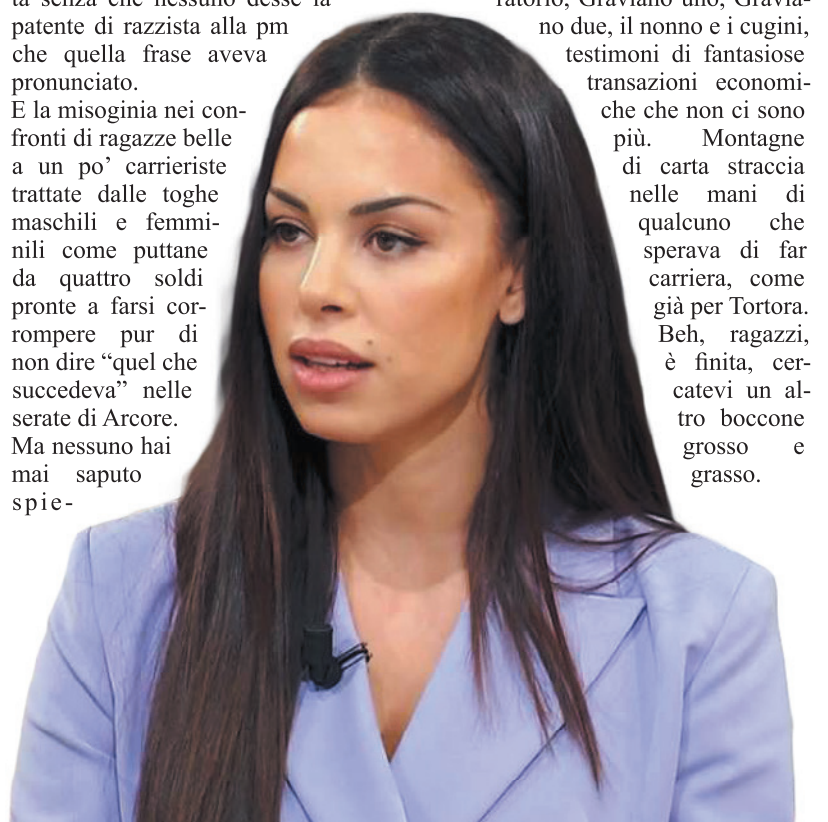 ta senza che nessuno desse la
patente di razzista alla pm
che quella frase aveva
pronunciato.
E la misoginia nei con-
fronti di ragazze belle
a un po’ carrieriste
trattate dalle toghe
maschili e femmi-
nili come puttane
da quattro soldi
pronte a farsi cor-
rompere pur di
non dire “quel che
succedeva” nelle
serate di Arcore.
Ma nessuno hai
mai saputo
spie-
ratorio, Graviano uno, Gravia-
no due, il nonno e i cugini,
testimoni di fantasiose
transazioni economi-
che che non ci sono
più. Montagne
di carta straccia
nelle mani di
qualcuno che
sperava di far
carriera, come
già per Tortora.
Beh, ragazzi,
è finita, cer-
catevi un al-
tro boccone
grosso e
grasso.